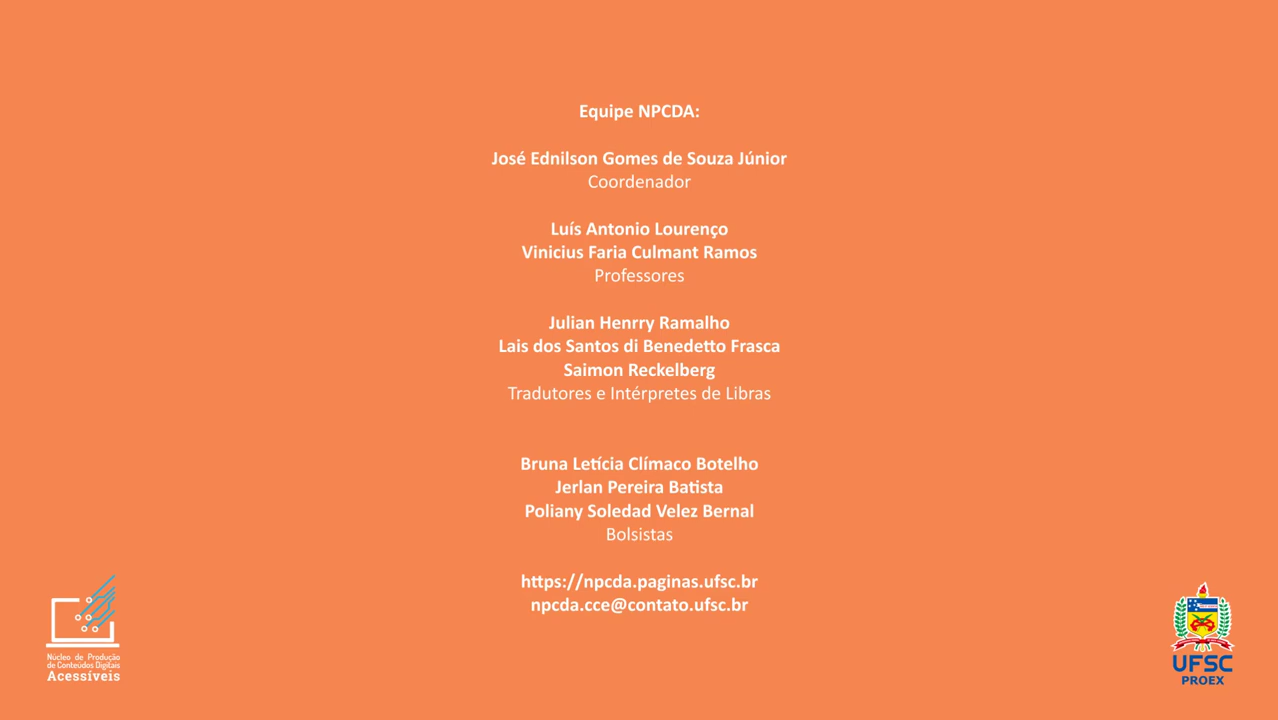 Equipe NPCDA:
José Ednilson Gomes de Souza Júnior
Coordenador
Luís Antonio Lourenço
Vinicius Faria Culmant Ramos
Professores
Julian Henrry Ramalho
Lais dos Santos di Benedetto Frasca
Saimon Reckelberg
Tradutores e Intérpretes de Libras
Bruna Letícia Clímaco Botelho
Jerlan Pereira Batista
Poliany Soledad Velez Bernal
Bolsistas
https://npcda.paginas.ufsc.br
npcda.cce@contato.ufsc.br
Núcleo de Produção
de Conteúdos Digitais
Acessíveis
UFSC
PROEX